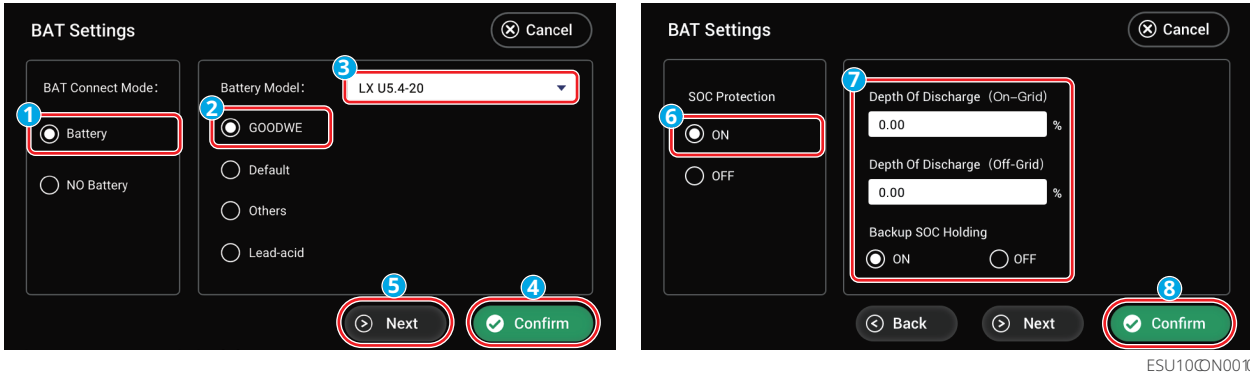 BAT Settings
Cancel
BAT Connect Mode:
1
Battery
NO Battery
Battery Model:
3
LX U5.4-20
2
GOODWE
Default
Others
Lead-acid
5
Next
4
Confirm
BAT Settings
Cancel
SOC Protection
6
ON
OFF
7
Depth Of Discharge (On-Grid)
0.00 %
Depth Of Discharge (Off-Grid)
0.00 %
Backup SOC Holding
ON OFF
Back
Next
8
Confirm